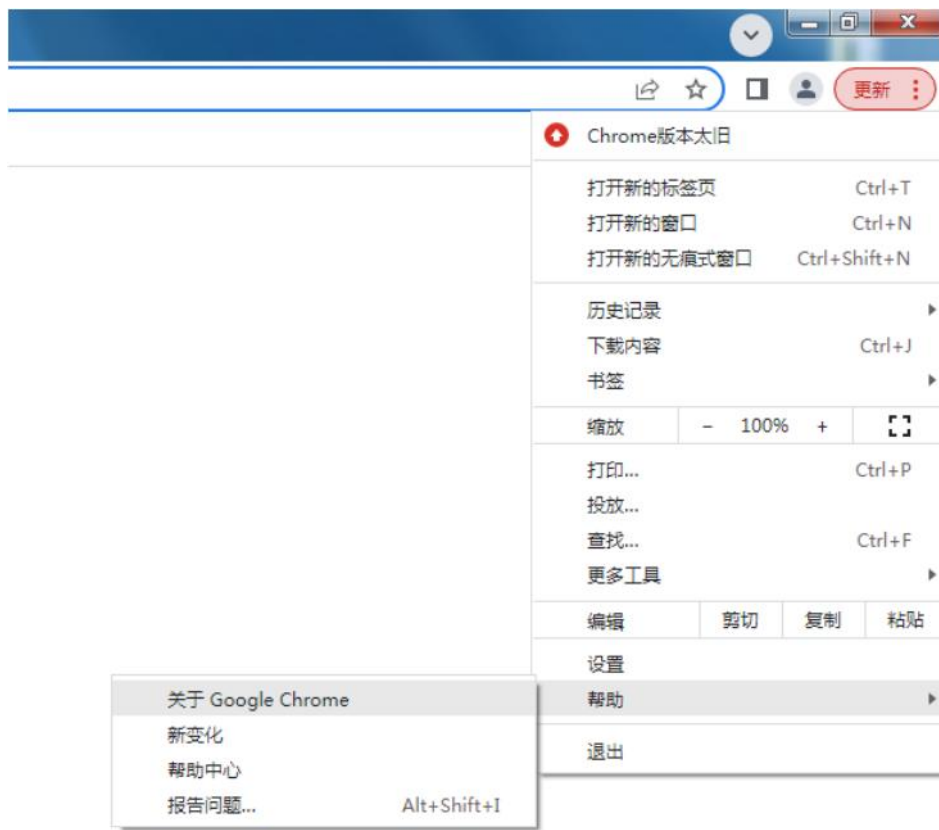 更新
Chrome版本太旧
打开新的标签页 Ctrl+T
打开新的窗口 Ctrl+N
打开新的无痕式窗口 Ctrl+Shift+N
历史记录
下载内容 Ctrl+J
书签
缩放 - 100% +
打印... Ctrl+P
投放...
查找... Ctrl+F
更多工具
编辑 剪切 复制 粘贴
设置
帮助
退出
关于 Google Chrome
新变化
帮助中心
报告问题... Alt+Shift+I